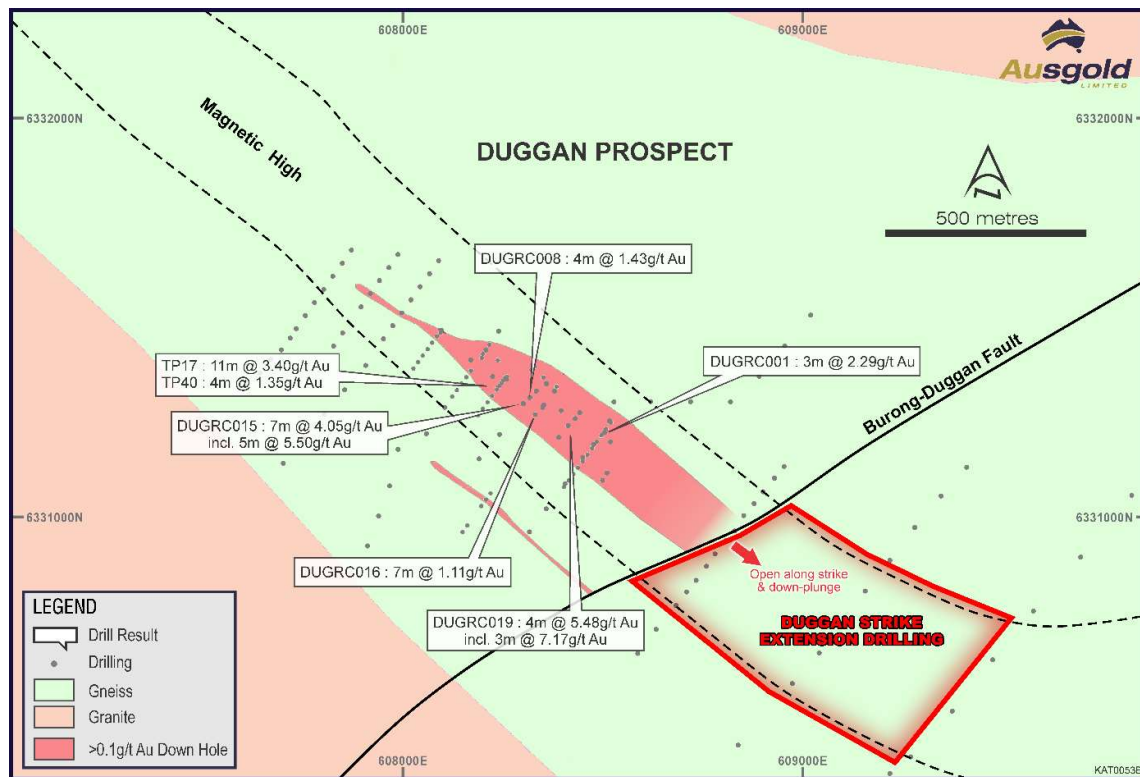 608000E
609000E
Ausgold
LIMITED
6332000N
6332000N
Magnetic High
DUGGAN PROSPECT
N
500 metres
DUGRC008 : 4m @ 1.43g/t Au
TP17 : 11m @ 3.40g/t Au
TP40 : 4m @ 1.35g/t Au
DUGRC001 : 3m @ 2.29g/t Au
Burong-Duggan Fault
DUGRC015 : 7m @ 4.05g/t Au
incl. 5m @ 5.50g/t Au
6331000N
6331000N
DUGRC016 : 7m @ 1.11g/t Au
Open along strike
& down-plunge
DUGRC019 : 4m @ 5.48g/t Au
incl. 3m @ 7.17g/t Au
DUGGAN STRIKE
EXTENSION DRILLING
LEGEND
Drill Result
Drilling
Gneiss
Granite
>0.1g/t Au Down Hole
608000E
609000E